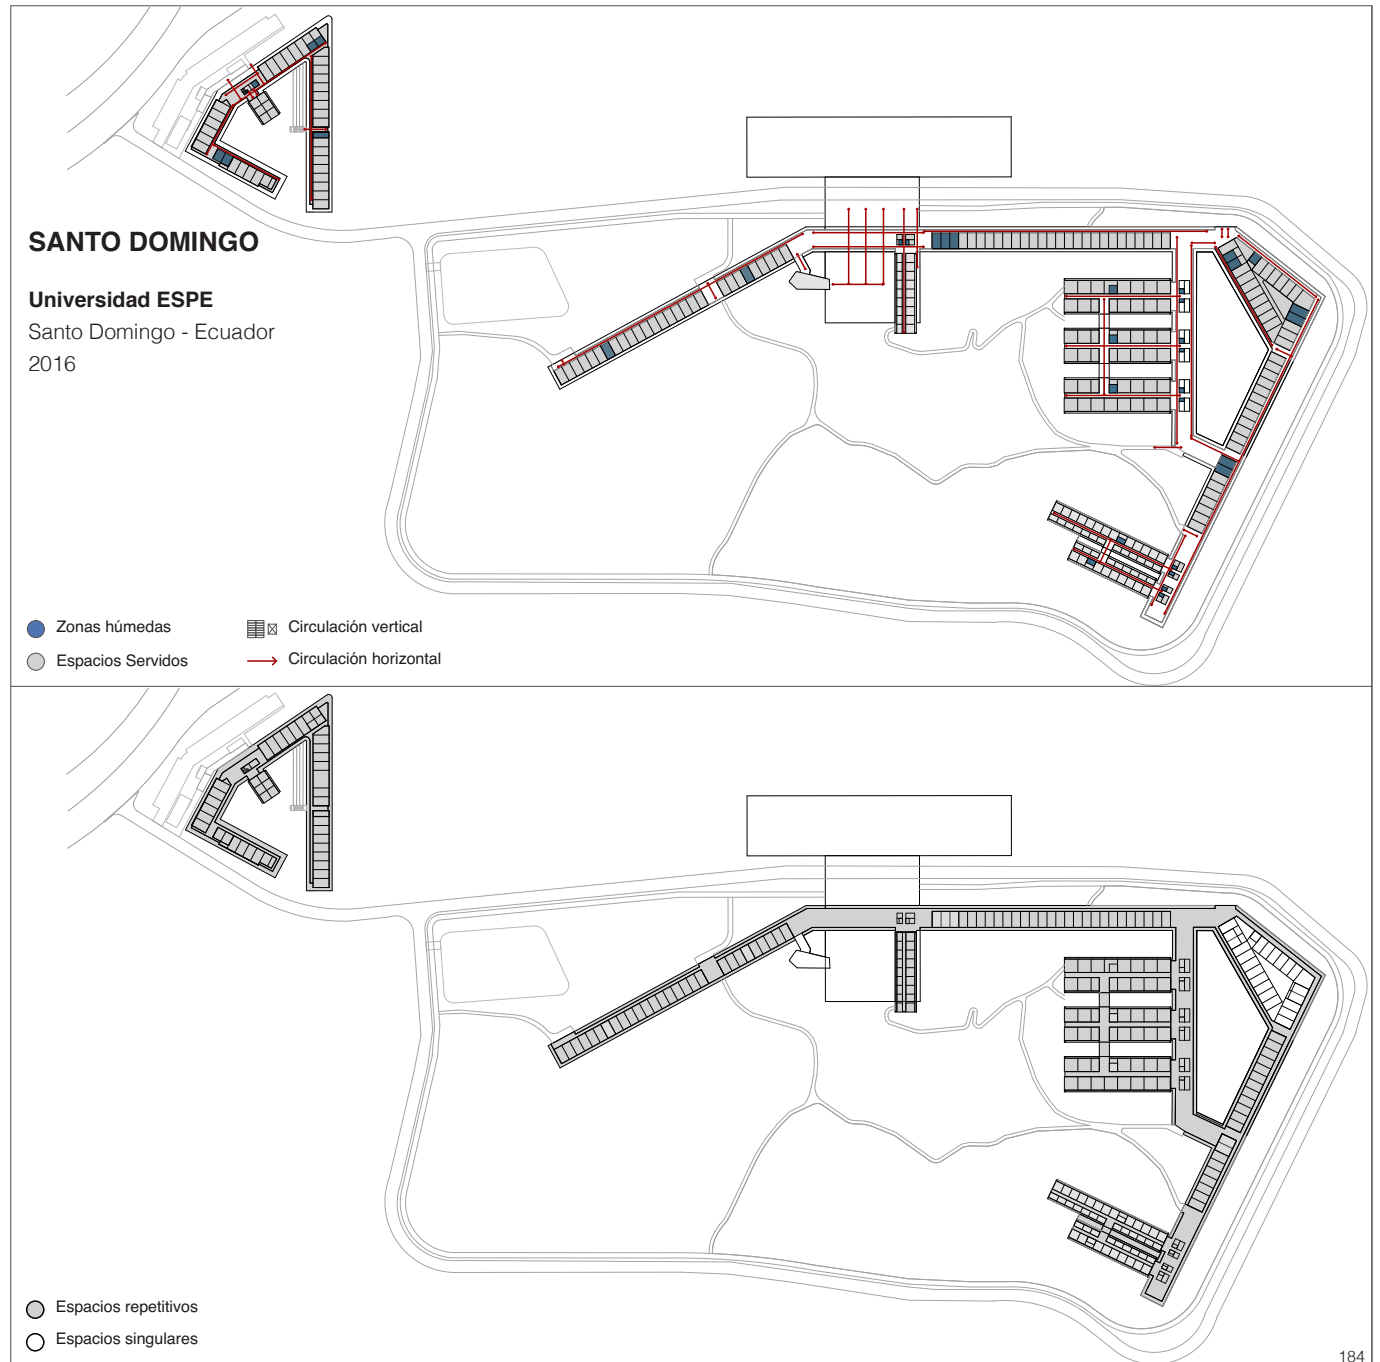 SANTO DOMINGO
Universidad ESPE
Santo Domingo - Ecuador
2016
Zonas húmedas
Circulación vertical
Espacios Servidos
Circulación horizontal
Espacios repetitivos
Espacios singulares
184